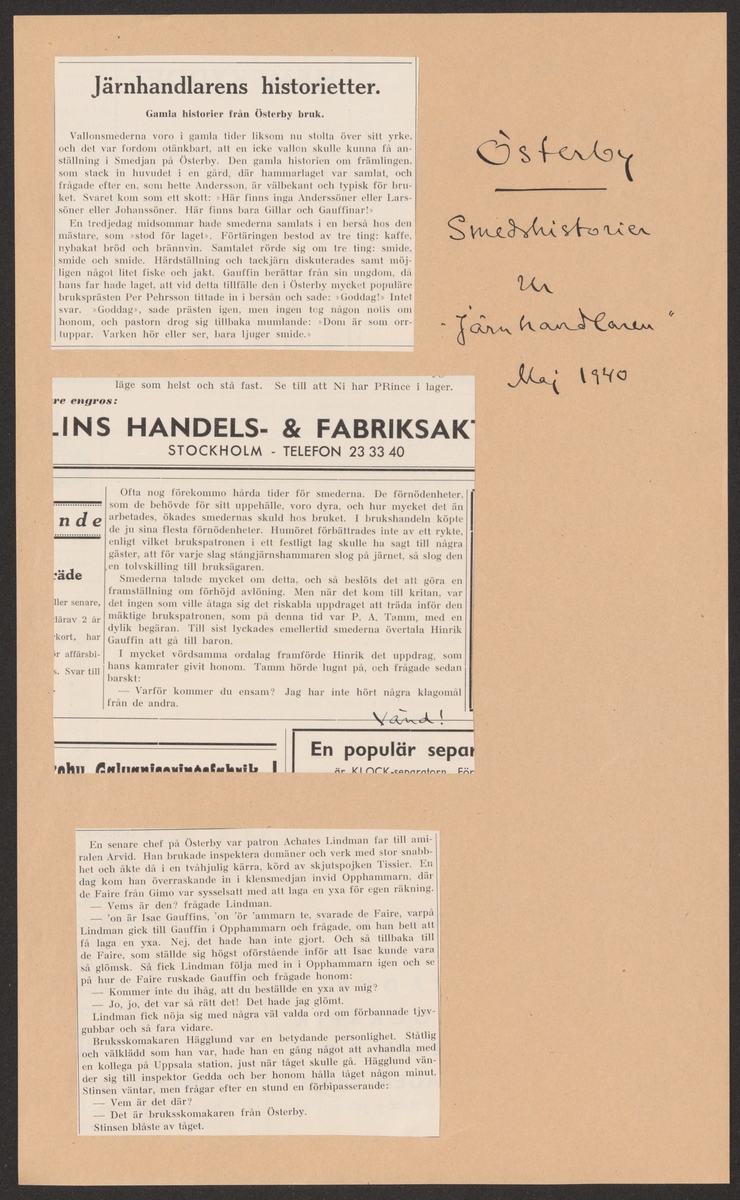 Järnhandlarens historietter.
Gamla historier från Österby bruk.
Vallonsmederna voro i gamla tider liksom nu stolta över sitt yrke,
och det var fordom otänkbart, att en icke vallon skulle kunna få an-
ställning i Smedjan på Österby. Den gamla historien om främlingen,
som stack in huvudet i en gård, där hammarlaget var samlat, och
frågade efter en, som hette Andersson, är välbekant och typisk för bru-
ket. Svaret kom som ett skott: »Här finns inga Anderssöner eller Lars-
söner eller Johanssöner. Här finns bara Gillar och Gauffinar!»
En tredjedag midsommar hade smederna samlats i en berså hos den
mästare, som »stod för laget». Förtäringen bestod av tre ting: kaffe,
nybakat bröd och brännvin. Samtalet rörde sig om tre ting: smide,
smide och smide. Härdställning och tackjärn diskuterades samt möj-
ligen något litet fiske och jakt. Gauffin berättar från sin ungdom, då
hans far hade laget, att vid detta tillfälle den i Österby mycket populäre
bruksprästen Per Pehrsson tittade in i bersån och sade: »Goddag!» Intet
svar. »Goddag», sade prästen igen, men ingen tog någon notis om
honom, och pastorn drog sig tillbaka mumlande: »Dom är som orr-
tuppar. Varken hör eller ser, bara ljuger smide.»
Österby
Smedshistorier
Ur
"Järnhandlaren"
Maj 1940
läge som helst och stå fast. Se till att Ni har PRince i lager.
re engros:
LINS HANDELS- & FABRIKSAK
STOCKHOLM - TELEFON 23 33 40
nde
räde
ller senare,
därav 2 år
kort, har
r affärsbi-
s. Svar till
Ofta nog förekommo hårda tider för smederna. De förnödenheter,
som de behövde för sitt uppehälle, voro dyra, och hur mycket det än
arbetades, ökades smedernas skuld hos bruket. I brukshandeln köpte
de ju sina flesta förnödenheter. Humöret förbättrades inte av ett rykte,
enligt vilket brukspatronen i ett festligt lag skulle ha sagt till några
gäster, att för varje slag stångjärnshammaren slog på järnet, så slog den
en tolvskilling till bruksägaren.
Smederna talade mycket om detta, och så beslöts det att göra en
framställning om förhöjd avlöning. Men när det kom till kritan, var
det ingen som ville åtaga sig det riskabla uppdraget att träda inför den
mäktige brukspatronen, som på denna tid var P. A. Tamm, med en
dylik begäran. Till sist lyckades emellertid smederna övertala Hinrik
Gauffin att gå till baron.
I mycket vördsamma ordalag framförde Hinrik det uppdrag, som
hans kamrater givit honom. Tamm hörde lugnt på, och frågade sedan
barskt:
— Varför kommer du ensam? Jag har inte hört några klagomål
från de andra.
Vänd!
Galvaniseringsfabrik
En populär separ
är KLOCK-separatorn. För
En senare chef på Österby var patron Achates Lindman far till ami-
ralen Arvid. Han brukade inspektera domäner och verk med stor snabb-
het och åkte då i en tvåhjulig kärra, körd av skjutspojken Tissier. En
dag kom han överraskande in i klensmedjan invid Opphammarn, där
de Faire från Gimo var sysselsatt med att laga en yxa för egen räkning.
— Vems är den? frågade Lindman.
— 'on är Isac Gauffins, 'on 'ör 'ammarn te, svarade de Faire, varpå
Lindman gick till Gauffin i Opphammarn och frågade, om han bett att
få laga en yxa. Nej, det hade han inte gjort. Och så tillbaka till
de Faire, som ställde sig högst oförstående inför att Isac kunde vara
så glömsk. Så fick Lindman följa med in i Opphammarn igen och se
på hur de Faire ruskade Gauffin och frågade honom:
— Kommer inte du ihåg, att du beställde en yxa av mig?
— Jo, jo, det var så rätt det! Det hade jag glömt.
Lindman fick nöja sig med några väl valda ord om förbannade tjyv-
gubbar och så fara vidare.
Bruksskomakaren Hägglund var en betydande personlighet. Ståtlig
och välklädd som han var, hade han en gång något att avhandla med
en kollega på Uppsala station, just när tåget skulle gå. Hägglund vän-
der sig till inspektor Gedda och ber honom hålla tåget någon minut.
Stinsen väntar, men frågar efter en stund en förbipasserande:
— Vem är det där?
— Det är bruksskomakaren från Österby.
Stinsen blåste av tåget.